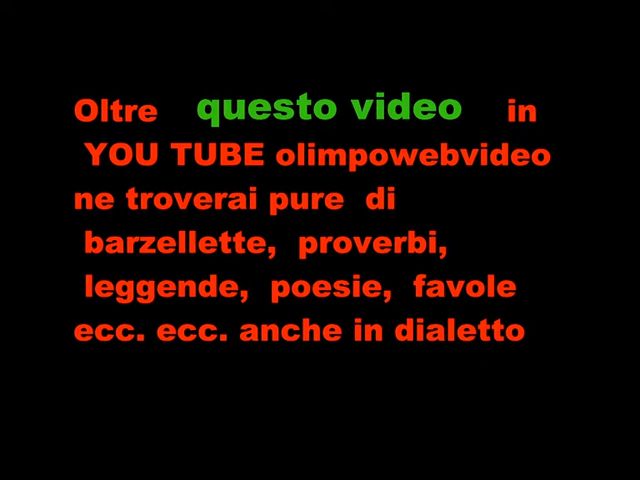 Oltre questo video in
YOU TUBE olimpowebvideo
ne troverai pure di
barzellette, proverbi,
leggende, poesie, favole
ecc. ecc. anche in dialetto